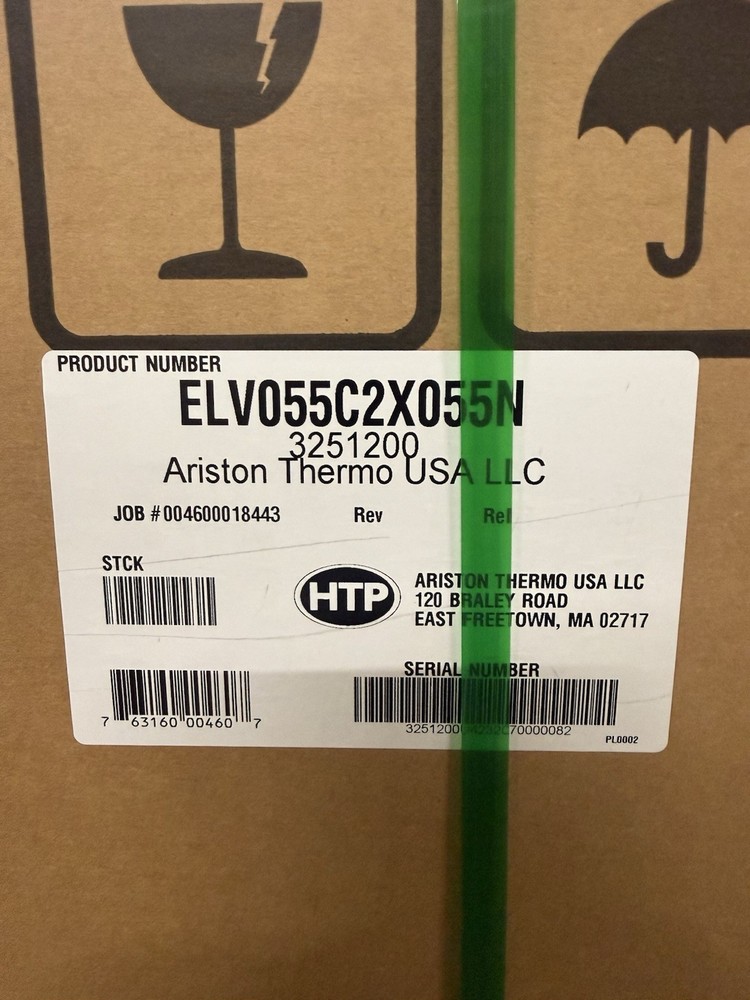 PRODUCT NUMBER
ELV055C2X055N
3251200
Ariston Thermo USA LLC
JOB # 004600018443 Rev Rel
STCK
HTP
ARISTON THERMO USA LLC
120 BRALEY ROAD
EAST FREETOWN, MA 02717
SERIAL NUMBER
7 63160 00460 7
PL0002